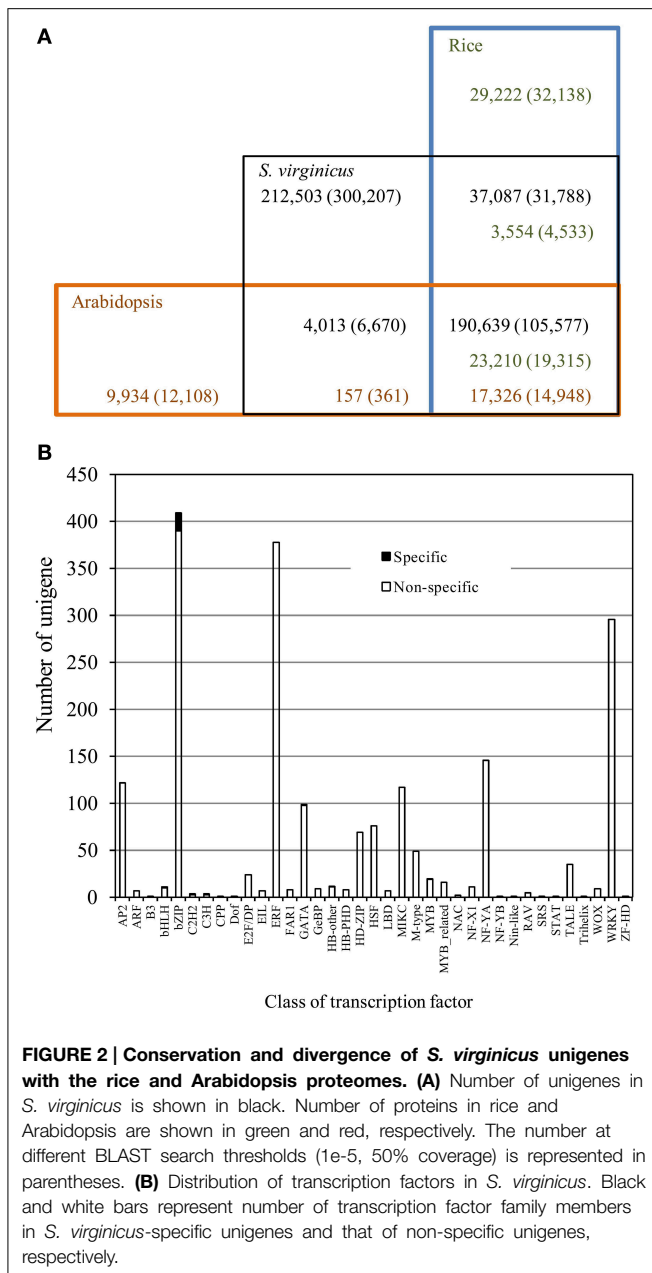 A
Rice
29,222 (32,138)
S. virginicus
212,503 (300,207)
37,087 (31,788)
3,554 (4,533)
Arabidopsis
4,013 (6,670)
190,639 (105,577)
23,210 (19,315)
9,934 (12,108)
157 (361)
17,326 (14,948)
B
Number of unigene
450
400
350
300
250
200
150
100
50
0
Specific
Non-specific
AP2
ARF
B3
bHLH
bZIP
C2H2
C3H
CPP
Dof
E2F/DP
EIL
ERF
FAR1
GATA
GeBP
HB-other
HB-PHD
HD-ZIP
HSF
LBD
MIKC
M-type
MYB
MYB_related
NAC
NF-X1
NF-YA
NF-YB
Nin-like
RAV
SRS
STAT
TALE
Trihelix
WOX
WRKY
ZF-HD
Class of transcription factor
FIGURE 2 | Conservation and divergence of S. virginicus unigenes
with the rice and Arabidopsis proteomes. (A) Number of unigenes in
S. virginicus is shown in black. Number of proteins in rice and
Arabidopsis are shown in green and red, respectively. The number at
different BLAST search thresholds (1e-5, 50% coverage) is represented in
parentheses. (B) Distribution of transcription factors in S. virginicus. Black
and white bars represent number of transcription factor family members
in S. virginicus-specific unigenes and that of non-specific unigenes,
respectively.